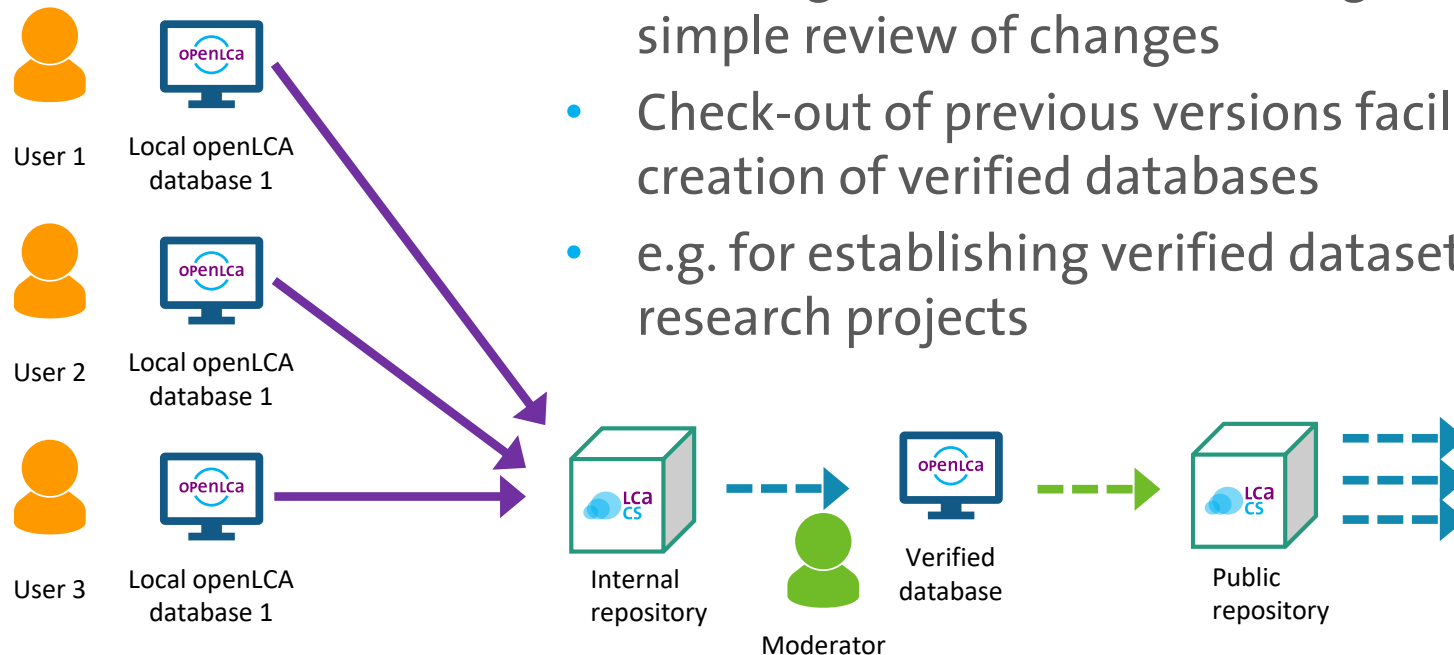 simple review of changes
• Check-out of previous versions
creation of verified databases
• e.g. for establishing verified
research projects
openLCa
User 1
Local openLCA
database 1
openLCa
User 2
Local openLCA
database 1
openLCa
User 3
Local openLCA
database 1
LCa
CS
Internal
repository
Moderator
openLCa
Verified
database
LCa
CS
Public
repository